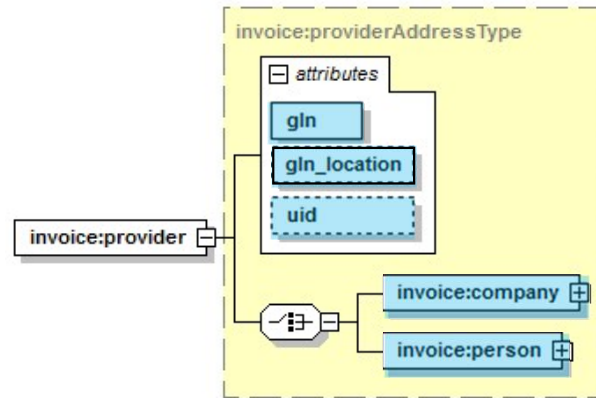 invoice:providerAddressType
attributes
gln
gln_location
uid
invoice:provider
invoice:company
invoice:person